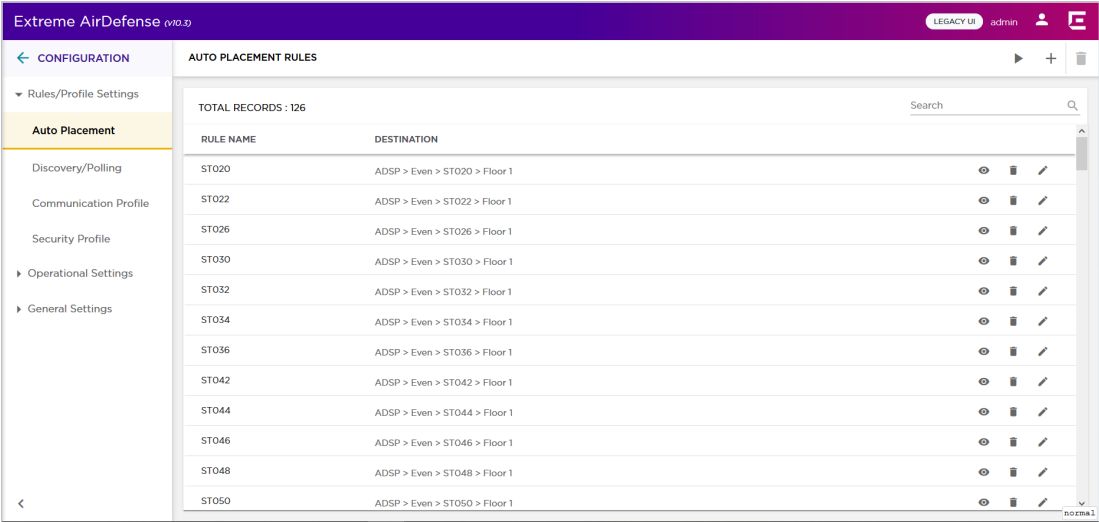 Extreme AirDefense (v10.3)
LEGACY UI admin
CONFIGURATION
AUTO PLACEMENT RULES
Rules/Profile Settings
Auto Placement
Discovery/Polling
Communication Profile
Security Profile
Operational Settings
General Settings
TOTAL RECORDS : 126
Search
RULE NAME DESTINATION
ST020 ADSP > Even > ST020 > Floor 1
ST022 ADSP > Even > ST022 > Floor 1
ST026 ADSP > Even > ST026 > Floor 1
ST030 ADSP > Even > ST030 > Floor 1
ST032 ADSP > Even > ST032 > Floor 1
ST034 ADSP > Even > ST034 > Floor 1
ST036 ADSP > Even > ST036 > Floor 1
ST042 ADSP > Even > ST042 > Floor 1
ST044 ADSP > Even > ST044 > Floor 1
ST046 ADSP > Even > ST046 > Floor 1
ST048 ADSP > Even > ST048 > Floor 1
ST050 ADSP > Even > ST050 > Floor 1
normal